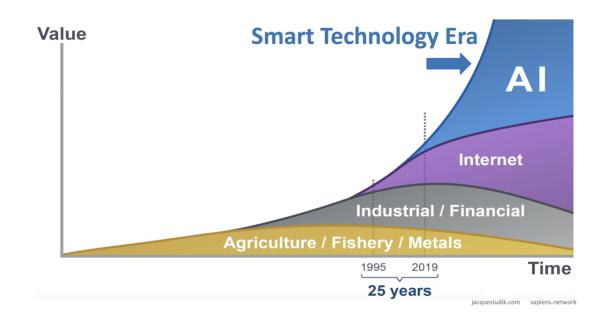 Value
Smart Technology Era
AI
Internet
Industrial / Financial
Agriculture / Fishery / Metals
1995 2019
Time
25 years
jacquesludik.com sapiens.network